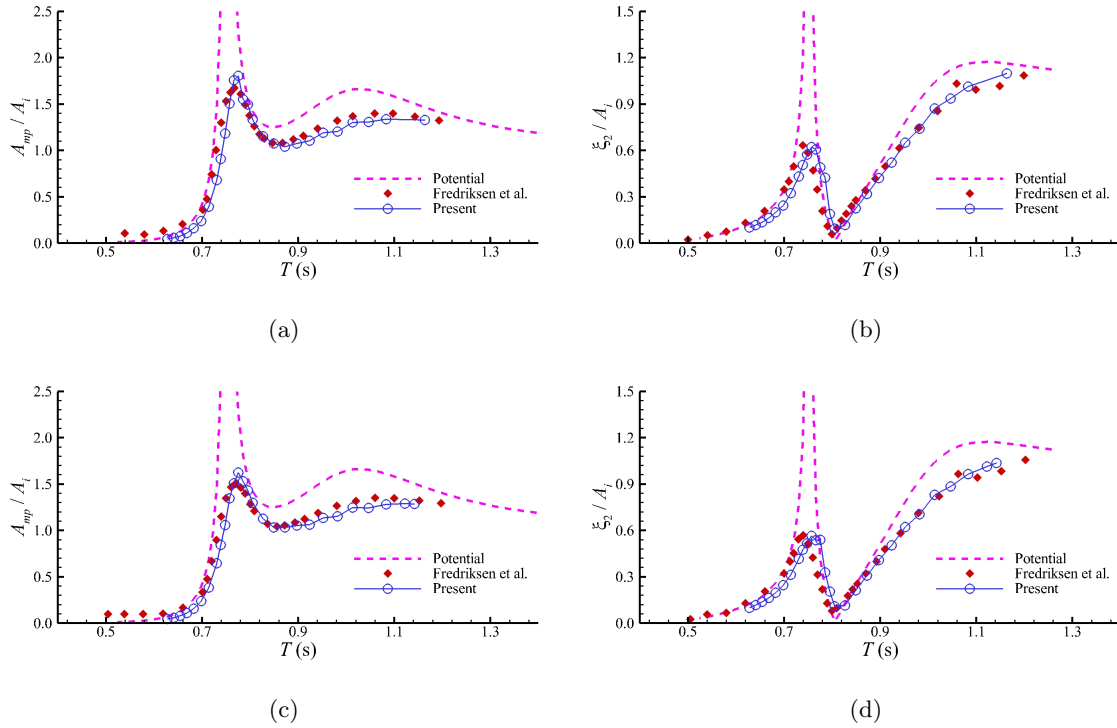 2.5
2.0
1.5
1.0
0.5
0.0
A_mp / A_i
Potential
Fredriksen et al.
Present
0.5 0.7 0.9 1.1 1.3
T (s)
(a)
1.5
1.2
0.9
0.6
0.3
0.0
ξ_2 / A_i
Potential
Fredriksen et al.
Present
0.5 0.7 0.9 1.1 1.3
T (s)
(b)
2.5
2.0
1.5
1.0
0.5
0.0
A_mp / A_i
Potential
Fredriksen et al.
Present
0.5 0.7 0.9 1.1 1.3
T (s)
(c)
1.5
1.2
0.9
0.6
0.3
0.0
ξ_2 / A_i
Potential
Fredriksen et al.
Present
0.5 0.7 0.9 1.1 1.3
T (s)
(d)